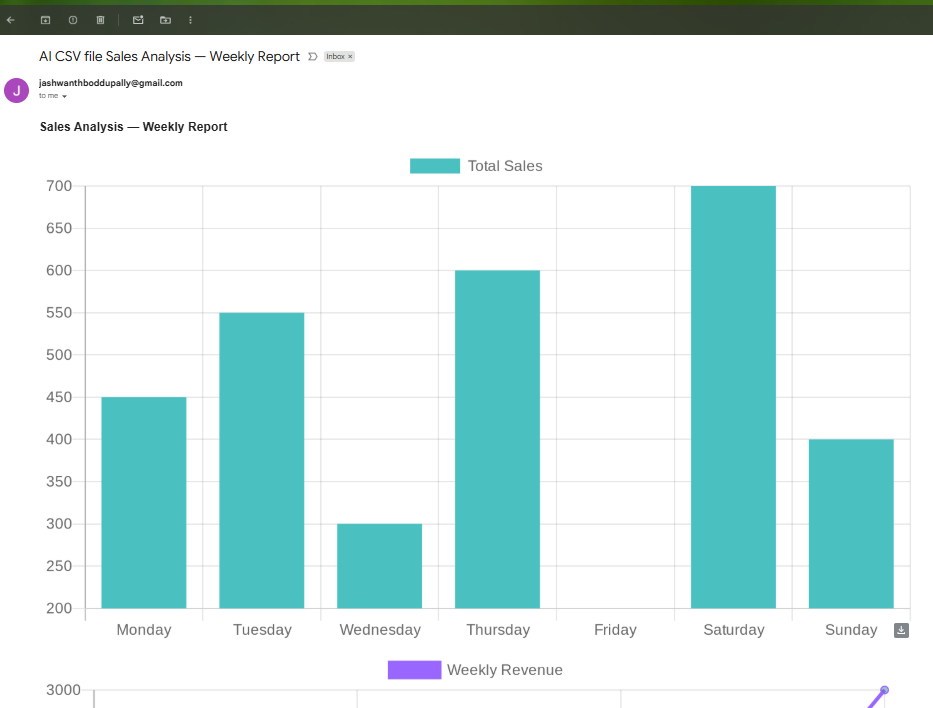 AI CSV file Sales Analysis — Weekly Report
Inbox ×
J
jashwanthboddupally@gmail.com
to me
Sales Analysis — Weekly Report
Total Sales
700
650
600
550
500
450
400
350
300
250
200
Monday Tuesday Wednesday Thursday Friday Saturday Sunday
Weekly Revenue
3000